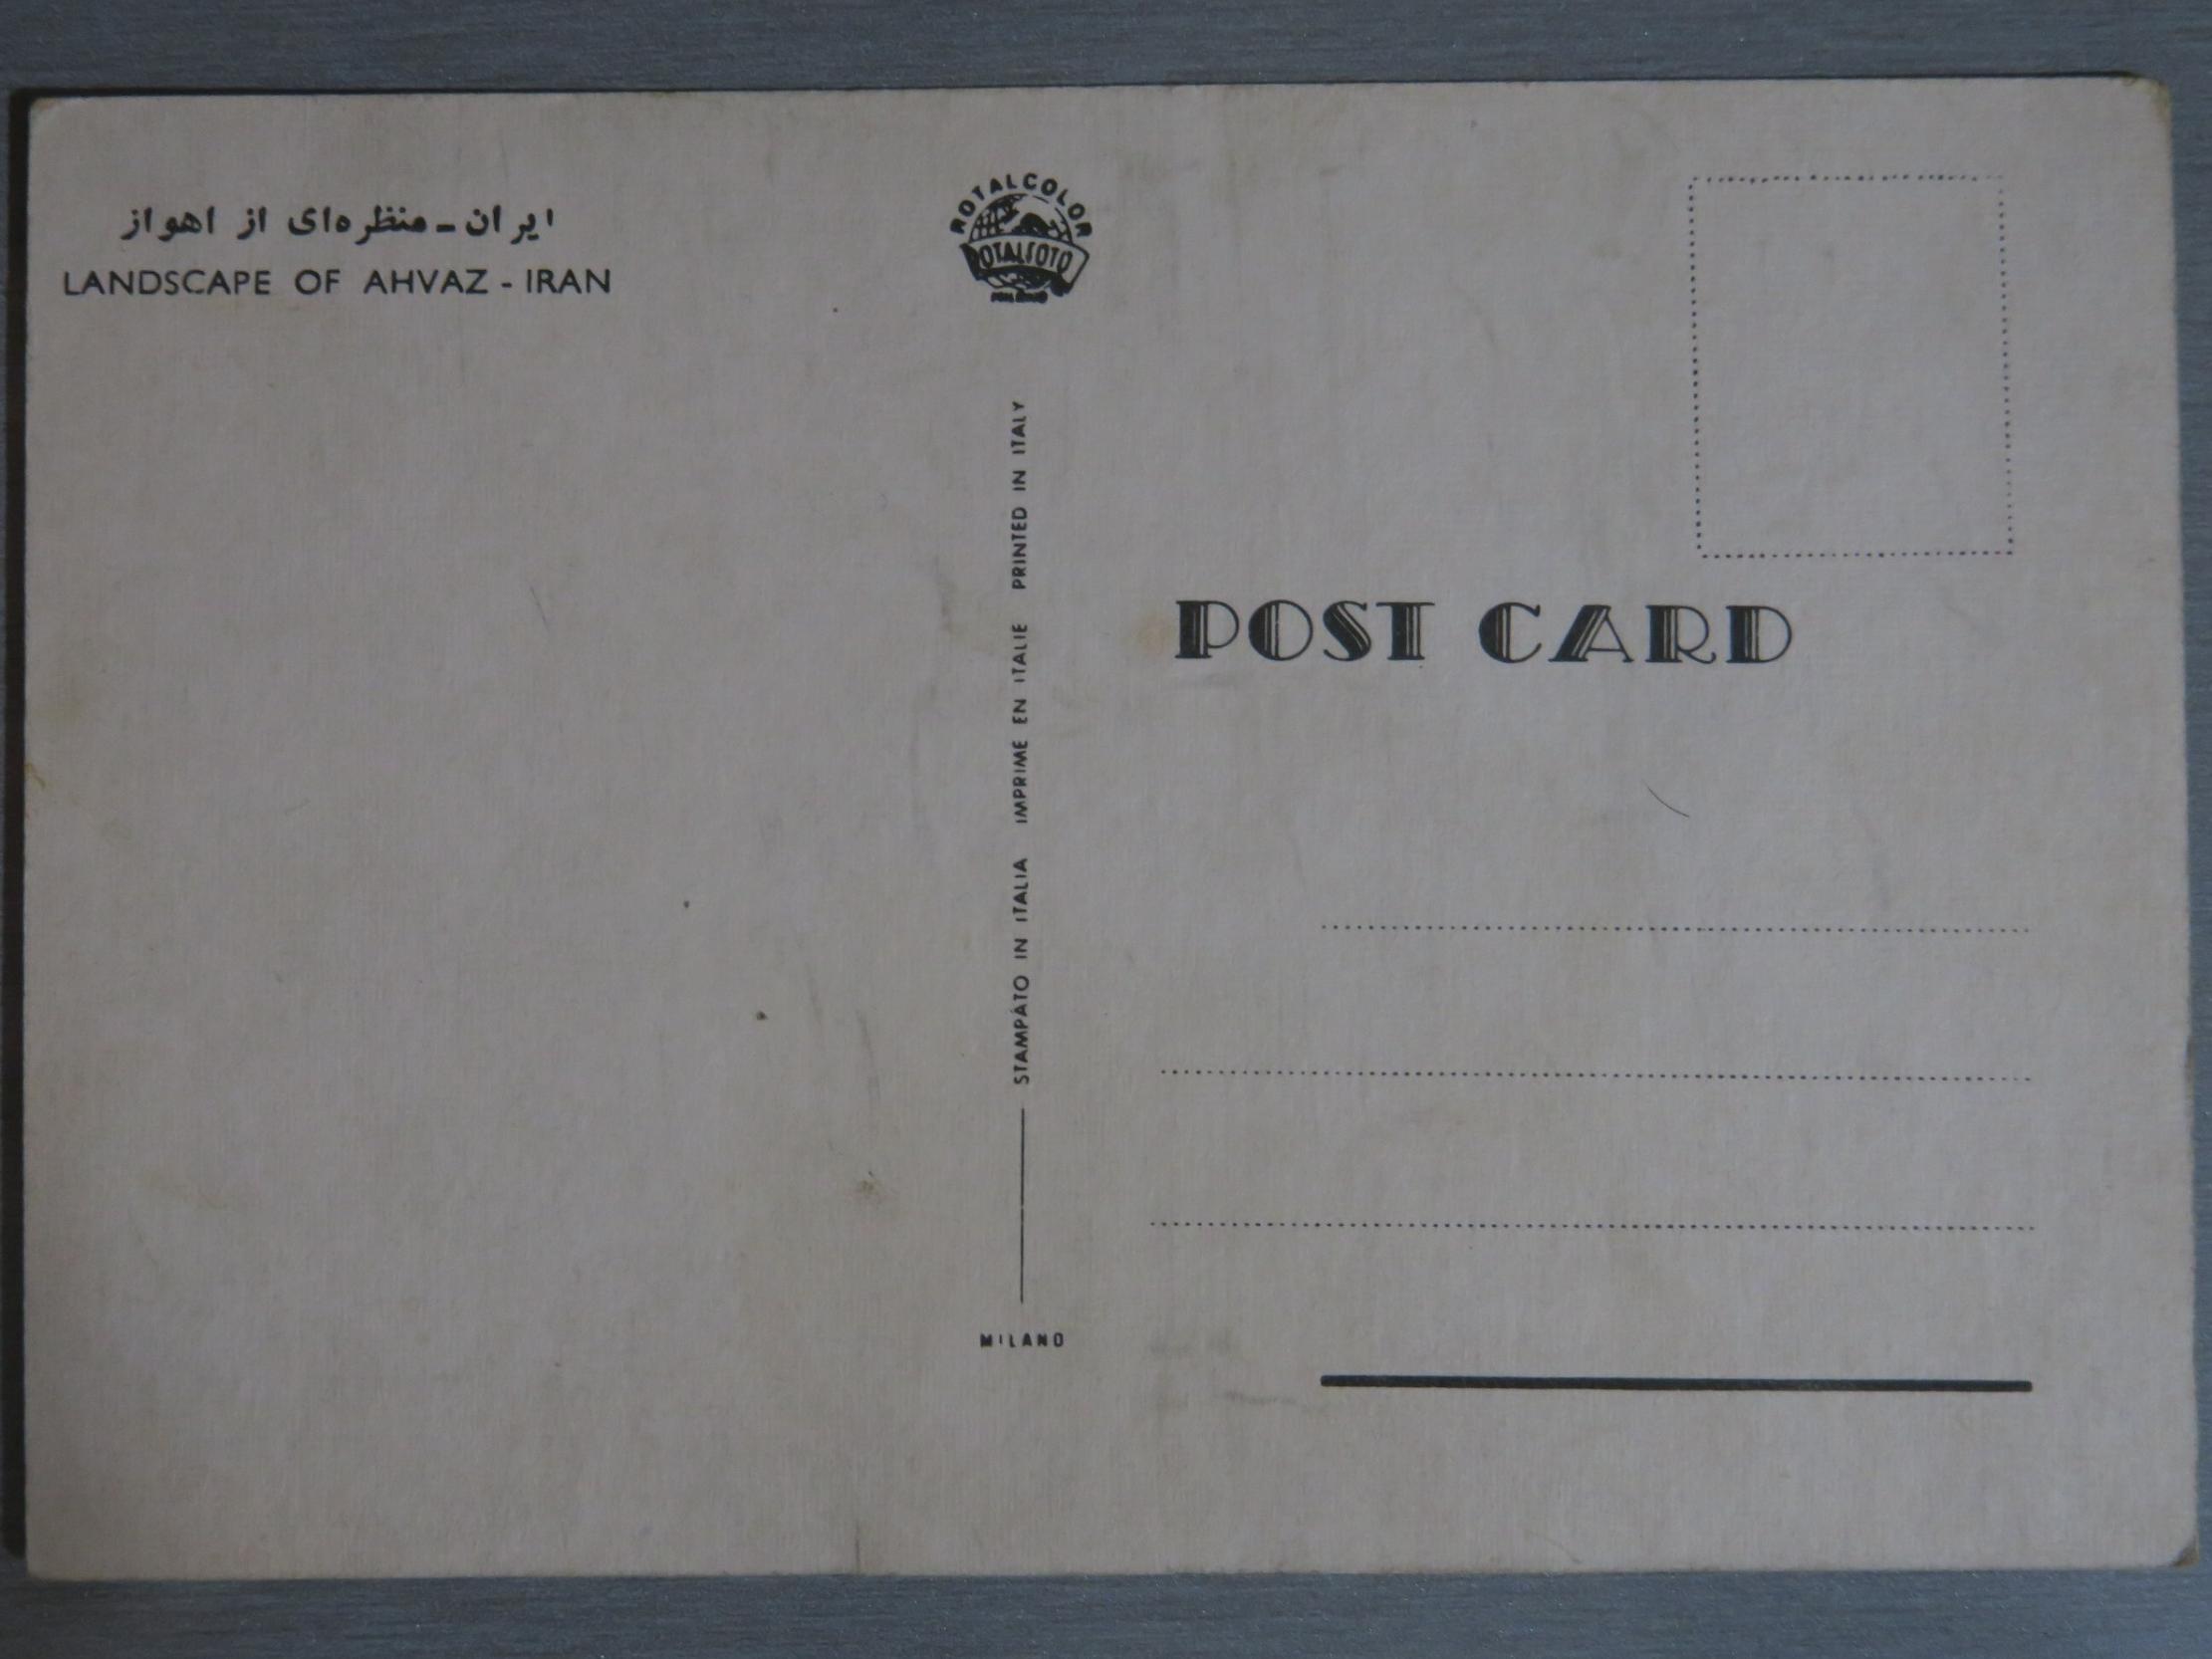 ایران - منظره‌ای از اهواز
LANDSCAPE OF AHVAZ - IRAN
ROTALCOLOR
ROTALFOTO
STAMPATO IN ITALIA IMPRIME EN ITALIE PRINTED IN ITALY
MILANO
POST CARD